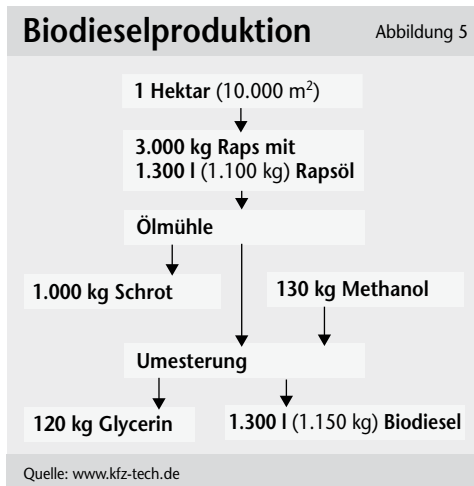 Biodieselproduktion Abbildung 5
1 Hektar (10.000 m²)
3.000 kg Raps mit
1.300 l (1.100 kg) Rapsöl
Ölmühle
1.000 kg Schrot
130 kg Methanol
Umesterung
120 kg Glycerin
1.300 l (1.150 kg) Biodiesel
Quelle: www.kfz-tech.de